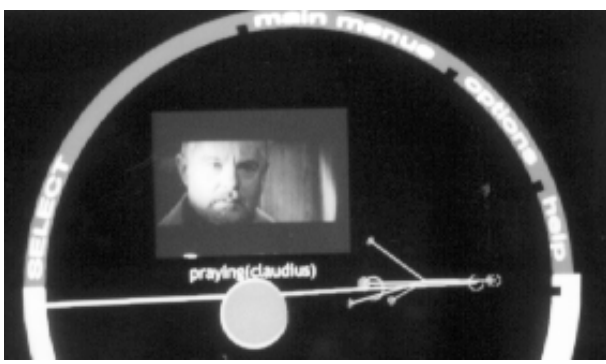 main menus
options
help
SELECT
praying(claudius)